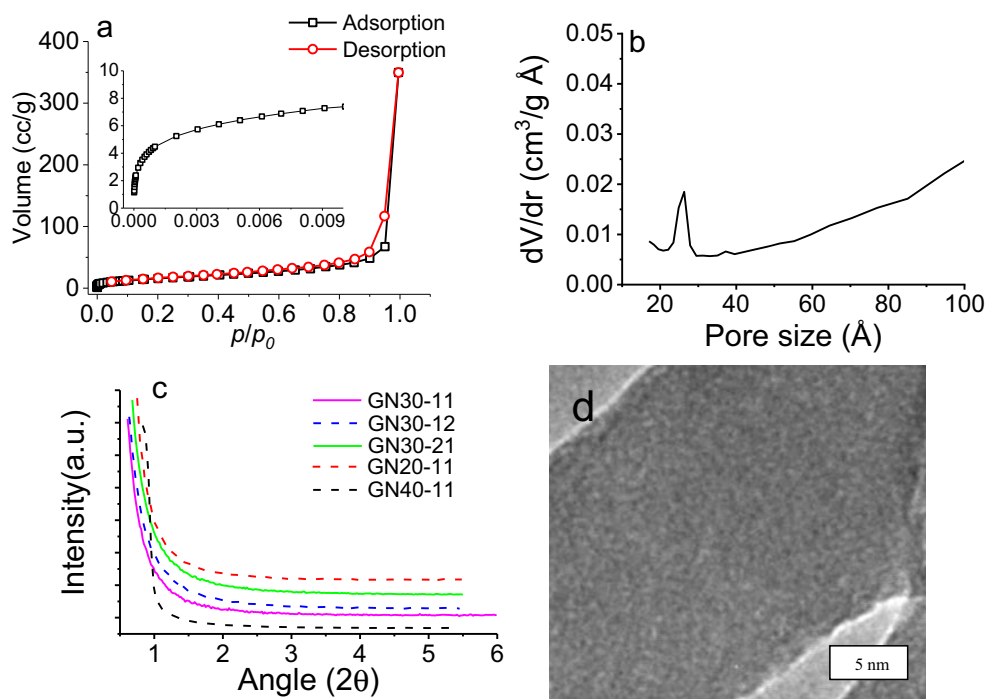 a
Adsorption
Desorption
400
300
200
100
0
Volume (cc/g)
10
8
6
4
2
0
0.000 0.003 0.006 0.009
0.0 0.2 0.4 0.6 0.8 1.0
p/p0
b
0.05
0.04
0.03
0.02
0.01
0.00
dV/dr (cm³/g Å)
20 40 60 80 100
Pore size (Å)
c
GN30-11
GN30-12
GN30-21
GN20-11
GN40-11
Intensity(a.u.)
1 2 3 4 5 6
Angle (2θ)
d
5 nm